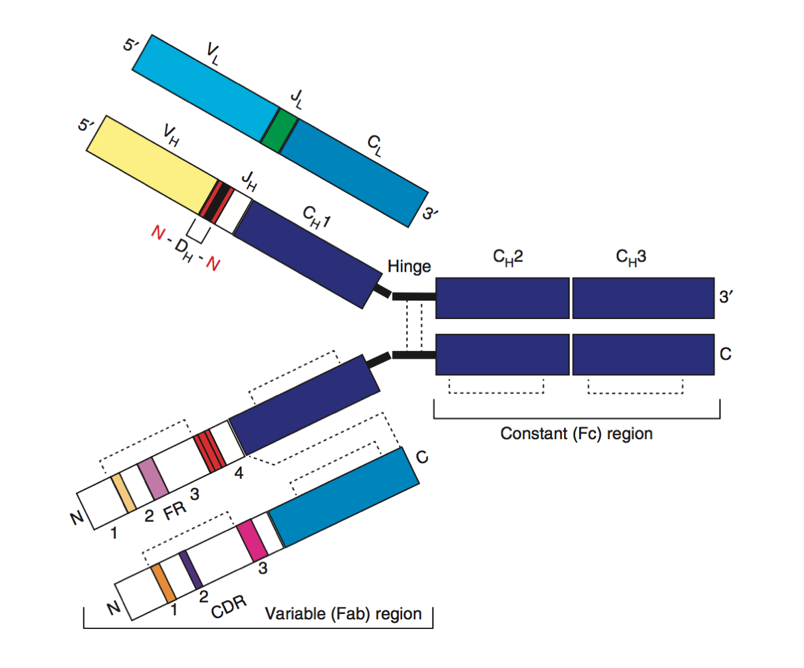 5′
V_L
J_L
C_L
3′
5′
V_H
J_H
C_H1
N - D_H - N
Hinge
C_H2
C_H3
3′
C
Constant (Fc) region
N
1
2
FR
3
4
C
N
1
2
CDR
3
Variable (Fab) region